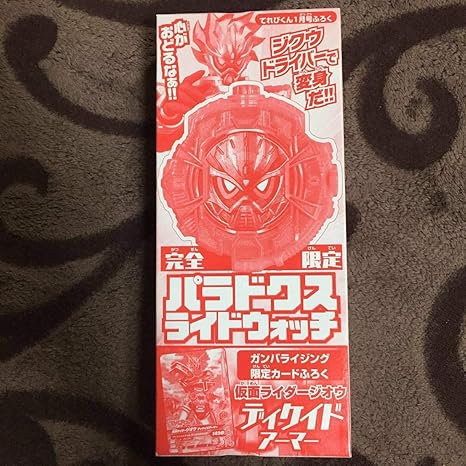 てれびくん1月号ふろく
心が
おどるなぁ!!
ジクウ
ドライバーで
変身
だ!!
完全
限定
パラドクス
ライドウォッチ
ガンバライジング
限定カードふろく
仮面ライダージオウ
ディケイド
アーマー